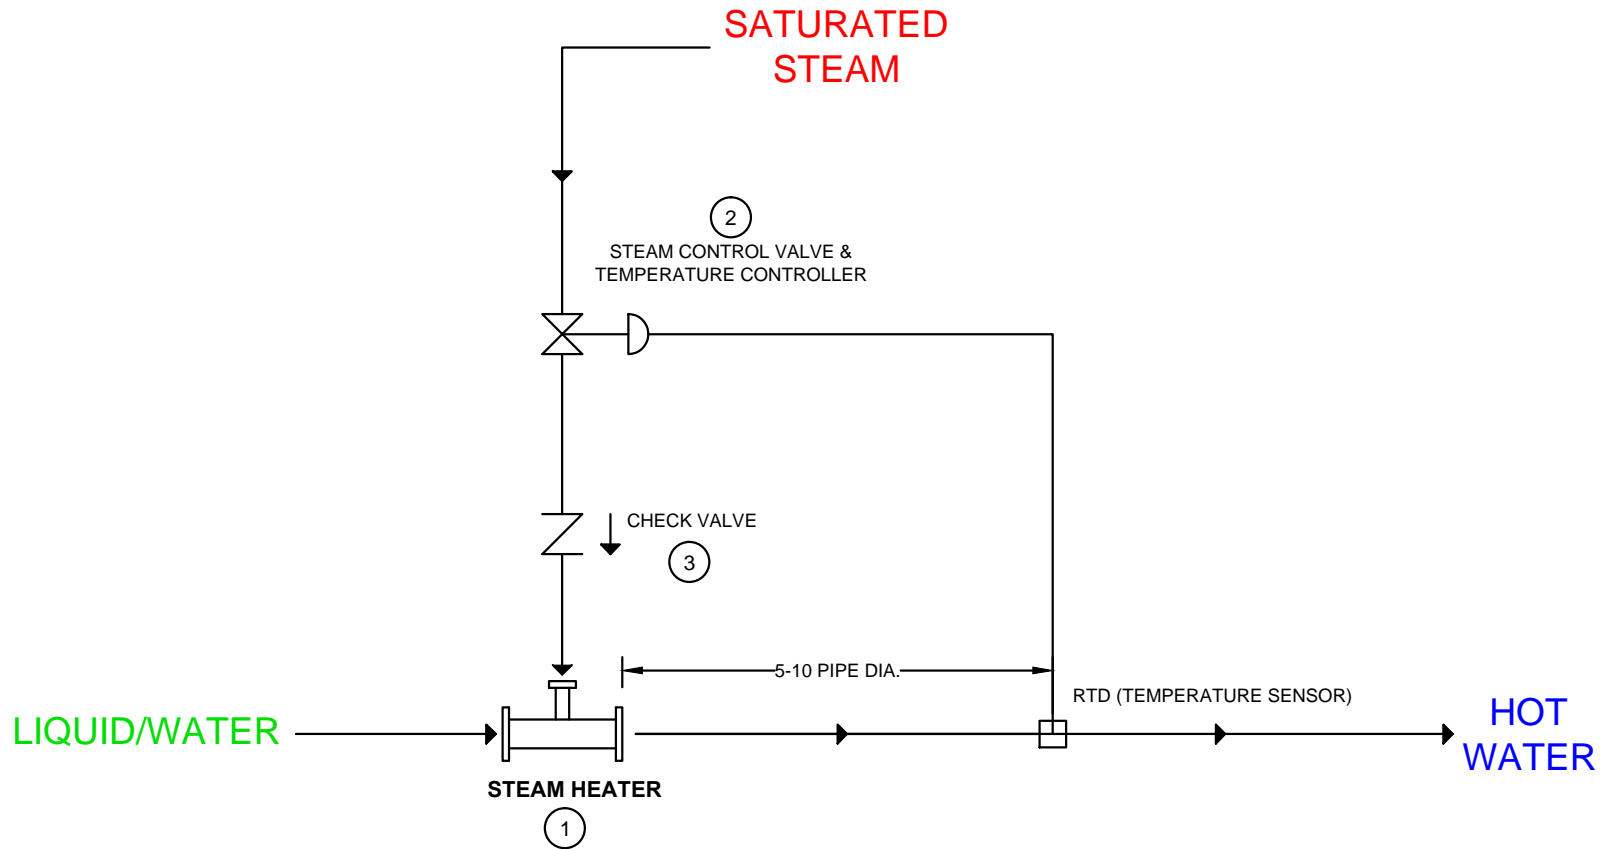 SATURATED
STEAM
2
STEAM CONTROL VALVE &
TEMPERATURE CONTROLLER
CHECK VALVE
3
5-10 PIPE DIA.
RTD (TEMPERATURE SENSOR)
LIQUID/WATER
HOT
WATER
STEAM HEATER
1